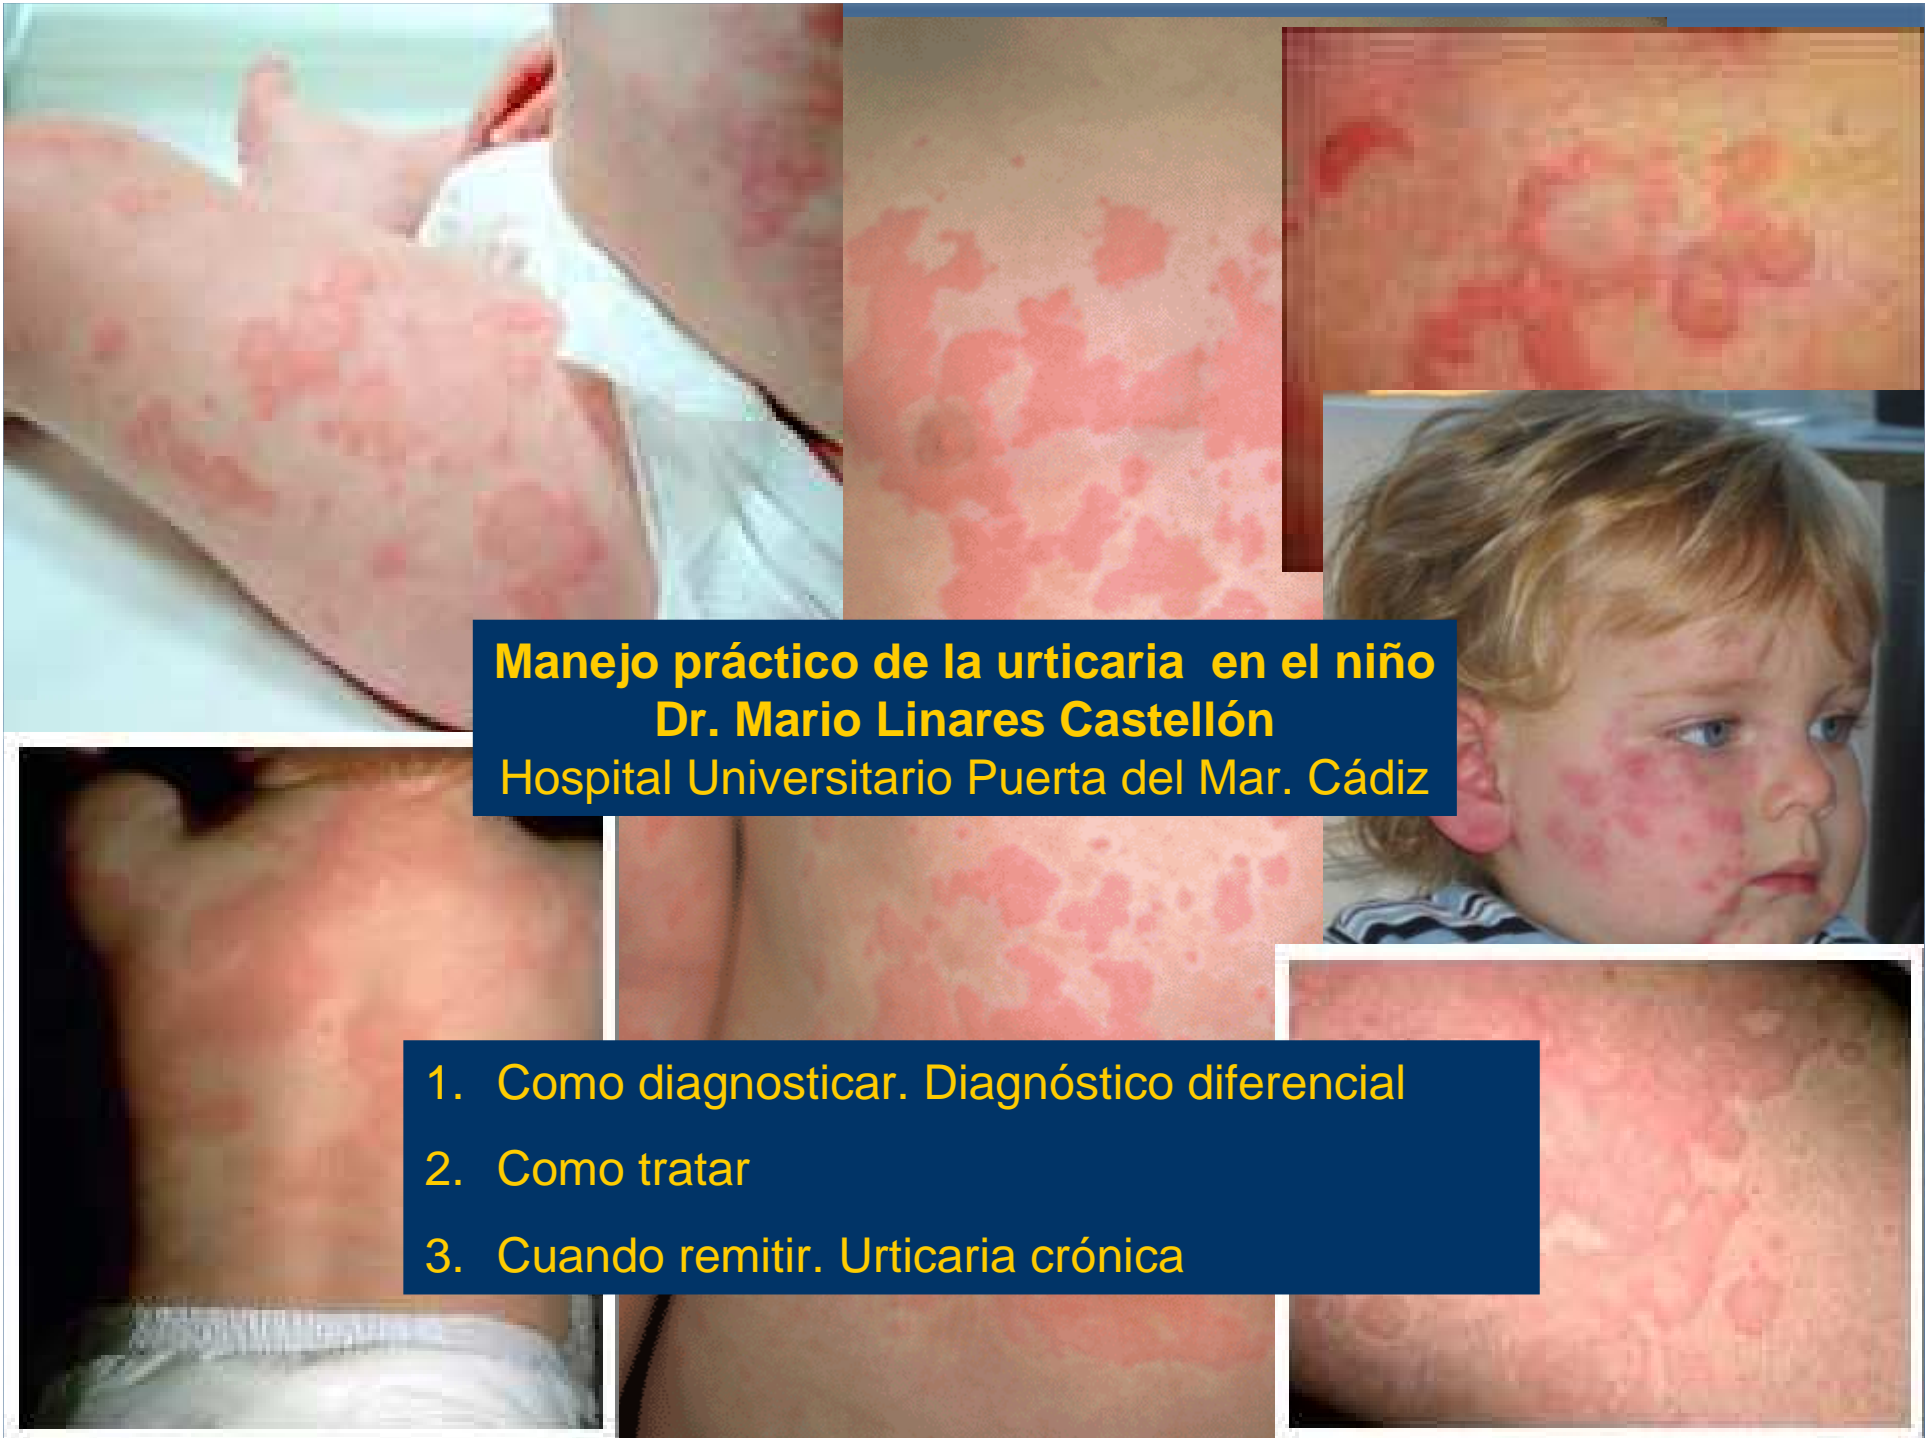 Manejo práctico de la urticaria  en el niño
Dr. Mario Linares Castellón
Hospital Universitario Puerta del Mar. Cádiz
1. Como diagnosticar. Diagnóstico diferencial
2. Como tratar
3. Cuando remitir. Urticaria crónica